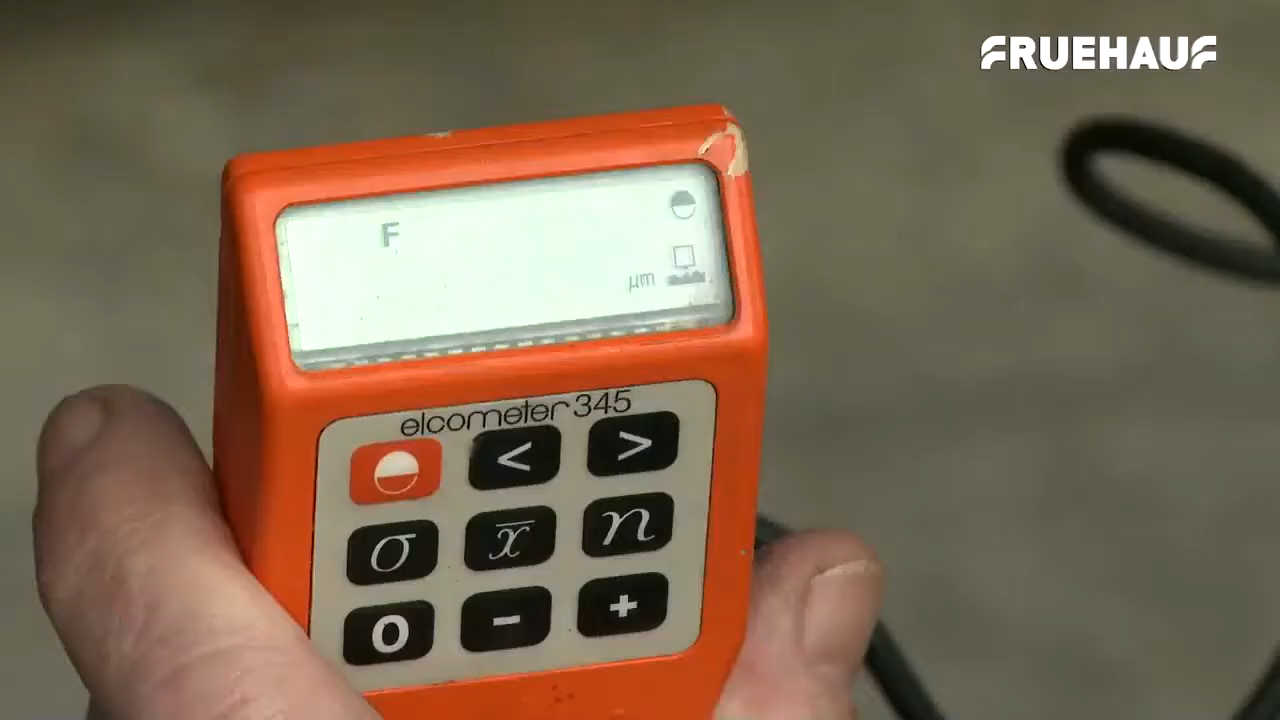 FRUEHAUF
F
µm
elcometer 345
< >
σ x̅ n
0 - +